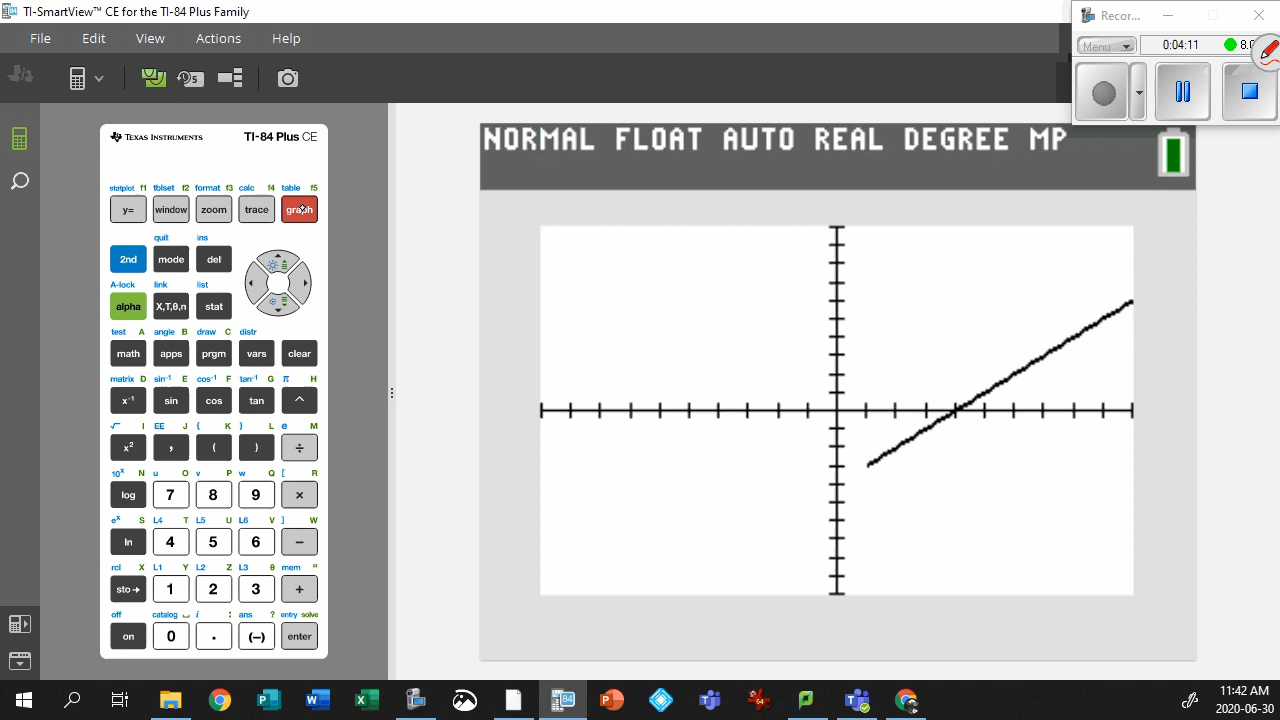 TI-SmartView™ CE for the TI-84 Plus Family
Recor...
File Edit View Actions Help
Menu 0:04:11 8.0
TEXAS INSTRUMENTS TI-84 Plus CE
NORMAL FLOAT AUTO REAL DEGREE MP
statplot f1 tblset f2 format f3 calc f4 table f5
y= window zoom trace graph
quit ins
2nd mode del
A-lock link list
alpha X,T,θ,n stat
test A angle B draw C distr
math apps prgm vars clear
matrix D sin⁻¹ E cos⁻¹ F tan⁻¹ G π H
x⁻¹ sin cos tan ^
√ I EE J { K } L e M
x² , ( ) ÷
10ˣ N u O v P w Q [ R
log 7 8 9 ×
eˣ S L4 T L5 U L6 V ] W
ln 4 5 6 −
rcl X L1 Y L2 Z L3 θ mem “
sto→ 1 2 3 +
off catalog ⎵ i : ans ? entry solve
on 0 . (−) enter
11:42 AM
2020-06-30